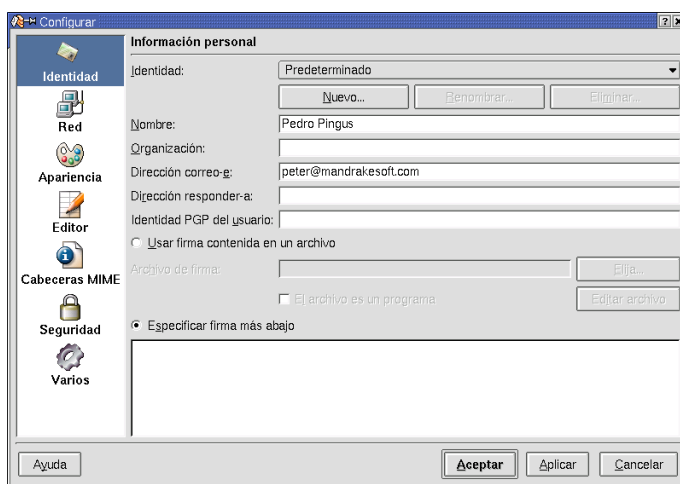 Configurar
Identidad
Red
Apariencia
Editor
Cabeceras MIME
Seguridad
Varios
Información personal
Identidad: Predeterminado
Nuevo... Renombrar... Eliminar...
Nombre: Pedro Pingus
Organización:
Dirección correo-e: peter@mandrakesoft.com
Dirección responder-a:
Identidad PGP del usuario:
Usar firma contenida en un archivo
Archivo de firma: Elija...
El archivo es un programa Editar archivo
Especificar firma más abajo
Ayuda Aceptar Aplicar Cancelar